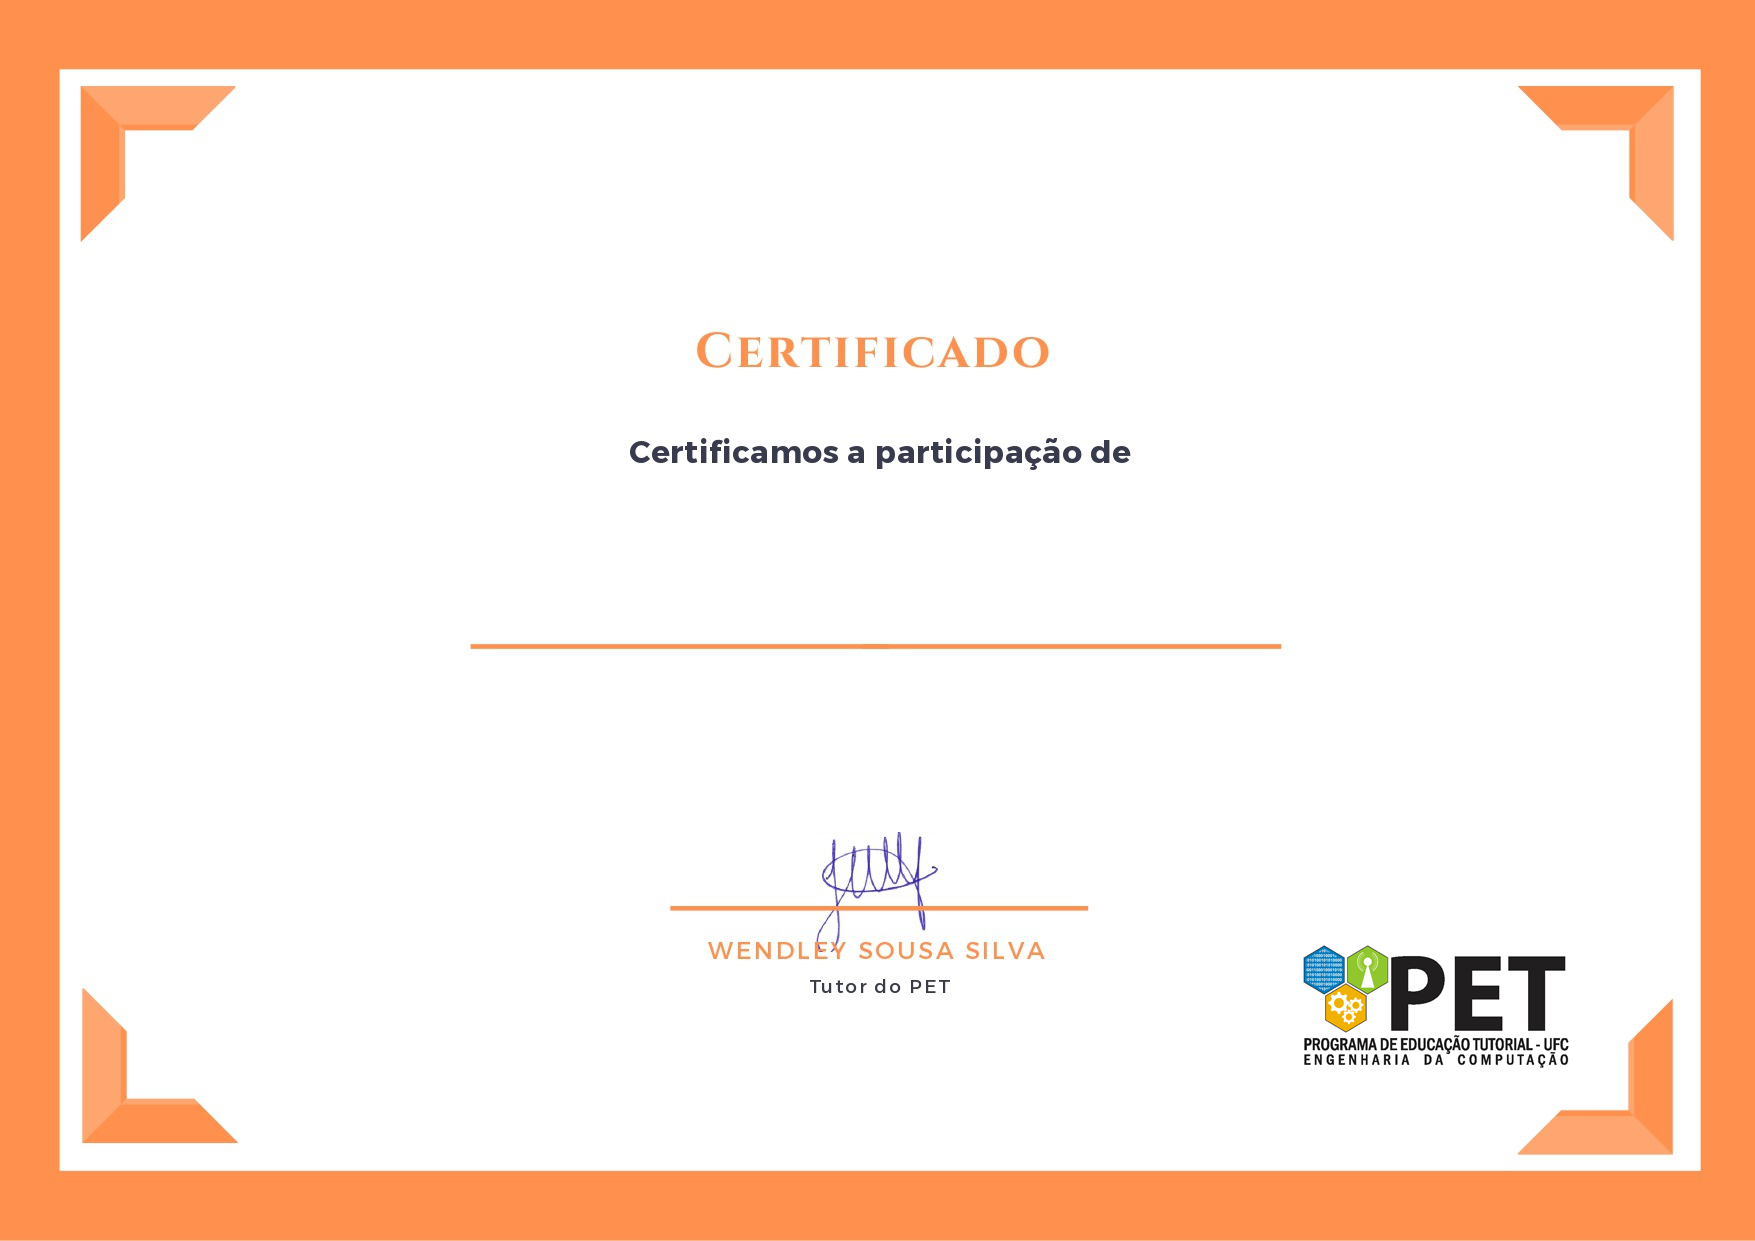 CERTIFICADO
Certificamos a participação de
WENDLEY SOUSA SILVA
Tutor do PET
PET
PROGRAMA DE EDUCAÇÃO TUTORIAL - UFC
ENGENHARIA DA COMPUTAÇÃO